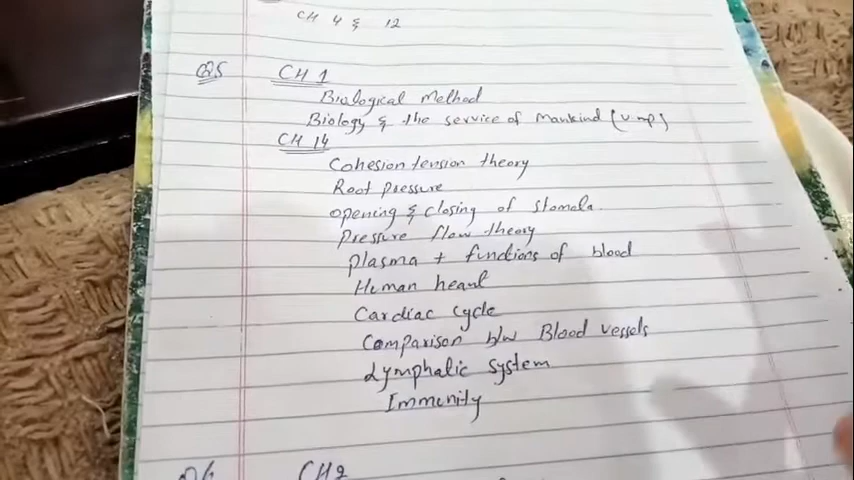 CH 4 & 12
Q5 CH 1
Biological Method
Biology & the service of Mankind (v.imp)
CH 14
Cohesion tension theory
Root Pressure
opening & closing of stomata.
Pressure flow theory
Plasma + functions of blood
Human heart
Cardiac cycle
Comparison b/w Blood vessels
Lymphatic system
Immunity
Q6 CH2